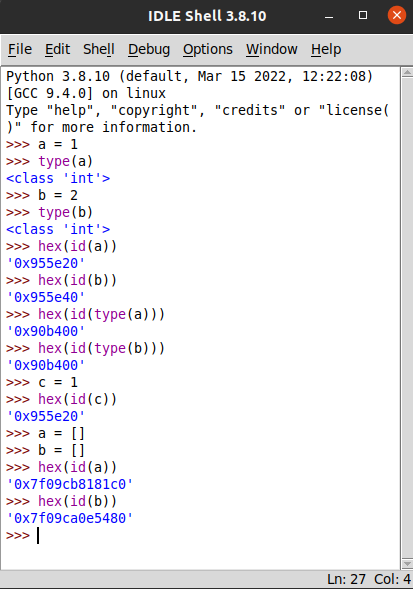 IDLE Shell 3.8.10
File Edit Shell Debug Options Window Help
Python 3.8.10 (default, Mar 15 2022, 12:22:08)
[GCC 9.4.0] on linux
Type "help", "copyright", "credits" or "license(
)" for more information.
>>> a = 1
>>> type(a)
<class 'int'>
>>> b = 2
>>> type(b)
<class 'int'>
>>> hex(id(a))
'0x955e20'
>>> hex(id(b))
'0x955e40'
>>> hex(id(type(a)))
'0x90b400'
>>> hex(id(type(b)))
'0x90b400'
>>> c = 1
>>> hex(id(c))
'0x955e20'
>>> a = []
>>> b = []
>>> hex(id(a))
'0x7f09cb8181c0'
>>> hex(id(b))
'0x7f09ca0e5480'
>>>
Ln: 27 Col: 4